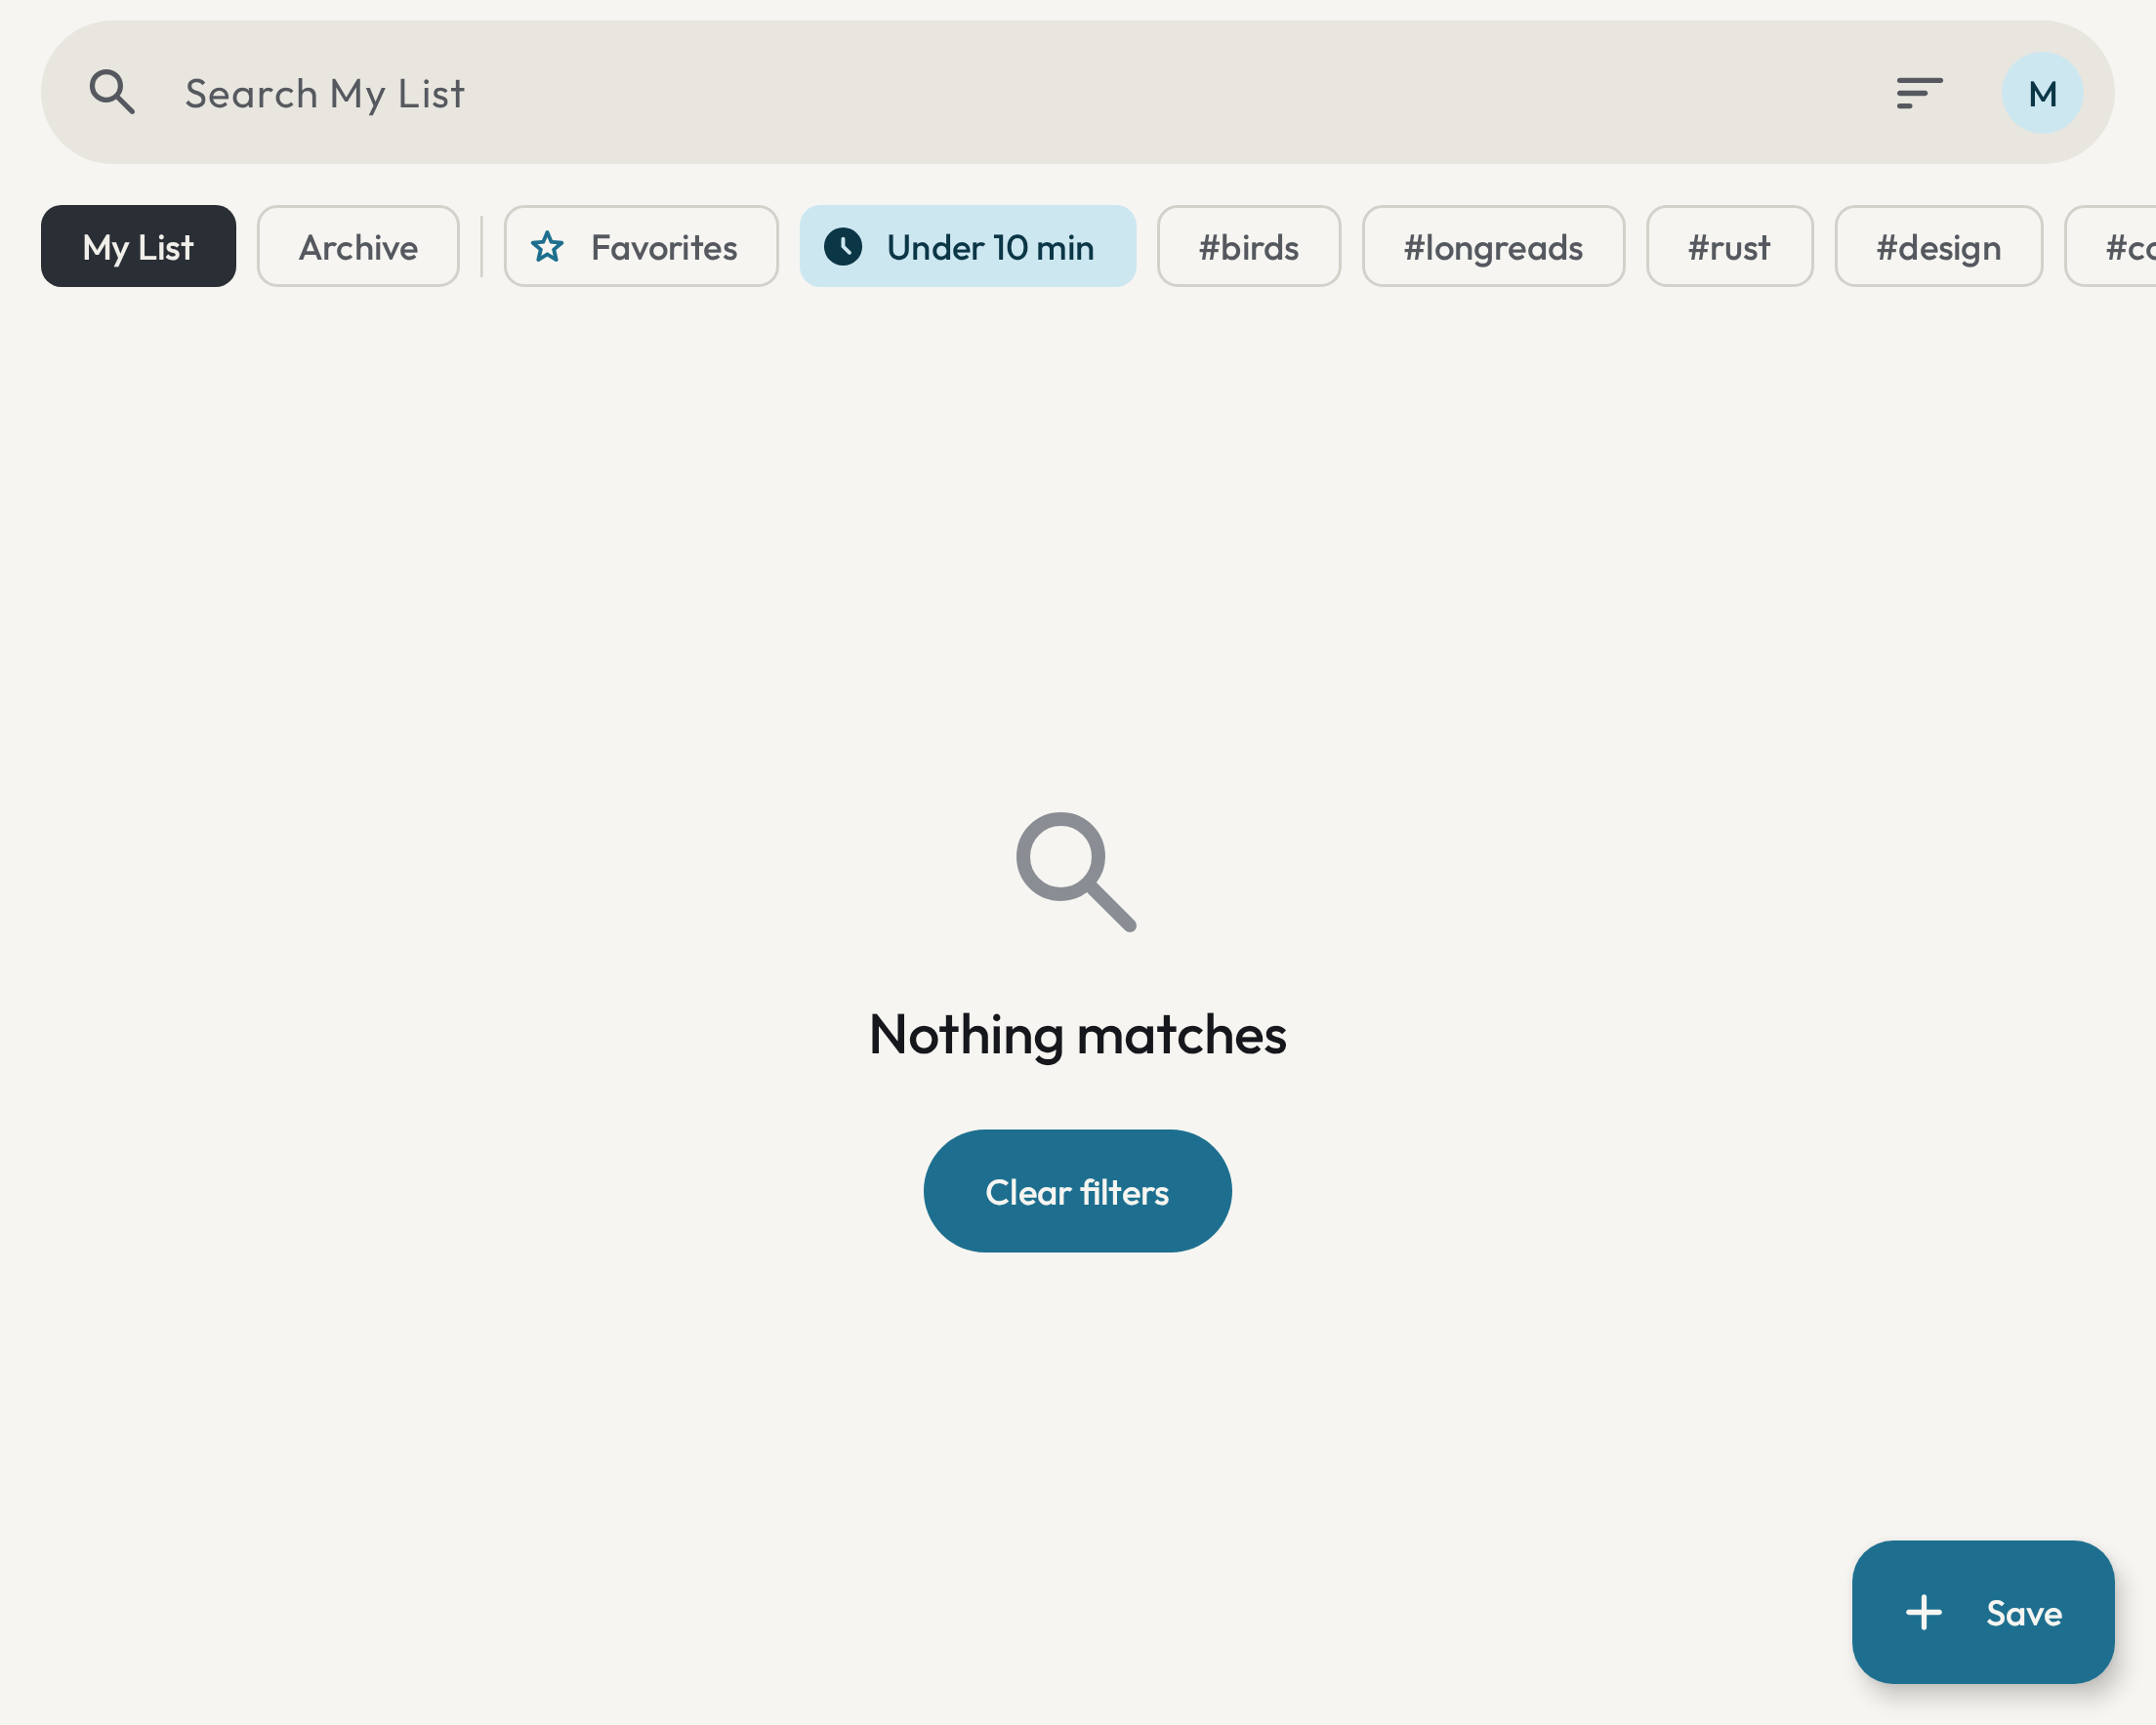 Search My List
M
My List
Archive
Favorites
Under 10 min
#birds
#longreads
#rust
#design
Nothing matches
Clear filters
Save